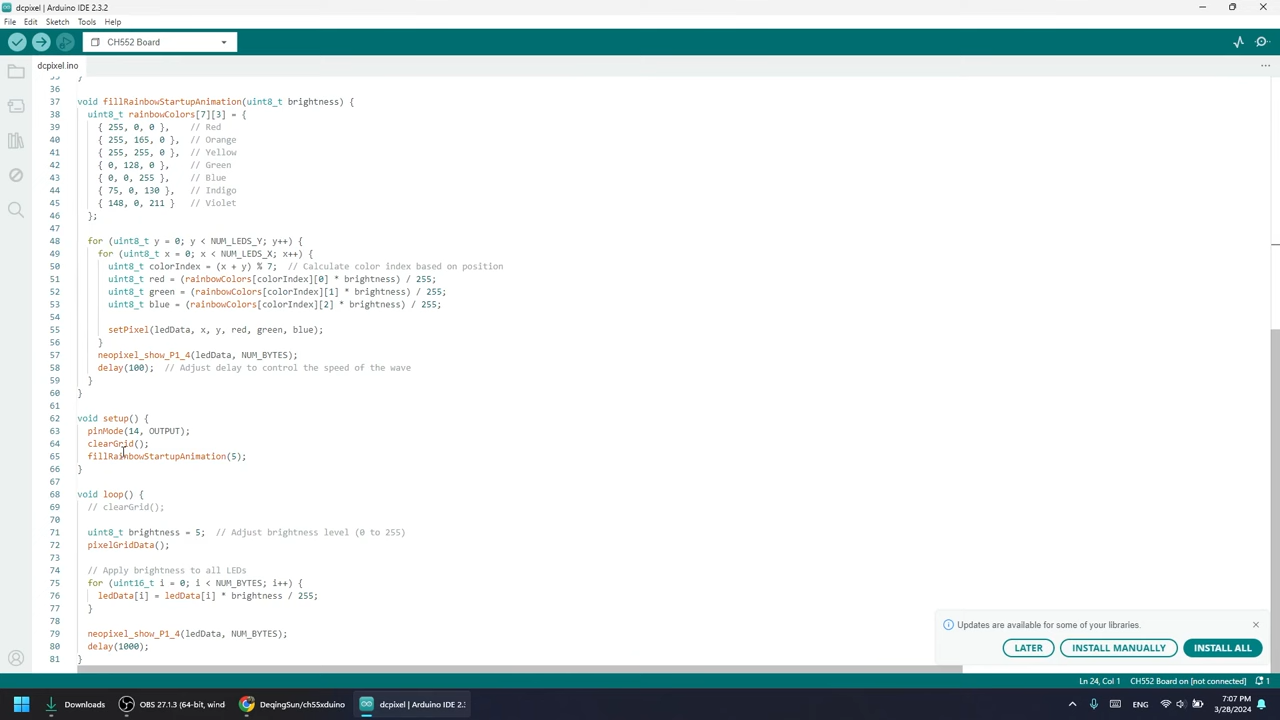 dcpixel | Arduino IDE 2.3.2
File Edit Sketch Tools Help
CH552 Board
dcpixel.ino
35 }
36
37 void fillRainbowStartupAnimation(uint8_t brightness) {
38 uint8_t rainbowColors[7][3] = {
39 { 255, 0, 0 }, // Red
40 { 255, 165, 0 }, // Orange
41 { 255, 255, 0 }, // Yellow
42 { 0, 128, 0 }, // Green
43 { 0, 0, 255 }, // Blue
44 { 75, 0, 130 }, // Indigo
45 { 148, 0, 211 } // Violet
46 };
47
48 for (uint8_t y = 0; y < NUM_LEDS_Y; y++) {
49 for (uint8_t x = 0; x < NUM_LEDS_X; x++) {
50 uint8_t colorIndex = (x + y) % 7; // Calculate color index based on position
51 uint8_t red = (rainbowColors[colorIndex][0] * brightness) / 255;
52 uint8_t green = (rainbowColors[colorIndex][1] * brightness) / 255;
53 uint8_t blue = (rainbowColors[colorIndex][2] * brightness) / 255;
54
55 setPixel(ledData, x, y, red, green, blue);
56 }
57 neopixel_show_P1_4(ledData, NUM_BYTES);
58 delay(100); // Adjust delay to control the speed of the wave
59 }
60 }
61
62 void setup() {
63 pinMode(14, OUTPUT);
64 clearGrid();
65 fillRainbowStartupAnimation(5);
66 }
67
68 void loop() {
69 // clearGrid();
70
71 uint8_t brightness = 5; // Adjust brightness level (0 to 255)
72 pixelGridData();
73
74 // Apply brightness to all LEDs
75 for (uint16_t i = 0; i < NUM_BYTES; i++) {
76 ledData[i] = ledData[i] * brightness / 255;
77 }
78
79 neopixel_show_P1_4(ledData, NUM_BYTES);
80 delay(1000);
81 }
Updates are available for some of your libraries.
LATER INSTALL MANUALLY INSTALL ALL
Ln 24, Col 1 CH552 Board on [not connected] 1
Downloads OBS 27.1.3 (64-bit, wind DeqingSun/ch55xduino dcpixel | Arduino IDE 2.3 ENG 7:07 PM
3/28/2024